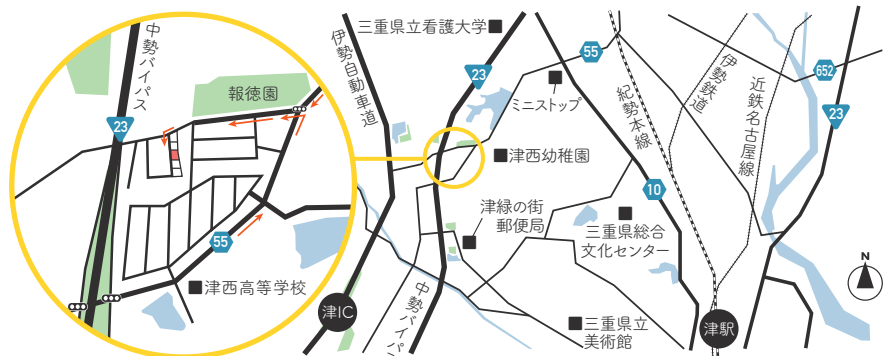 中勢バイパス
23
報徳園
55
津西高等学校
伊勢自動車道
三重県立看護大学
23
55
ミニストップ
津西幼稚園
津緑の街
郵便局
紀勢本線
10
三重県総合
文化センター
伊勢鉄道
近鉄名古屋線
652
23
中勢バイパス
三重県立
美術館
津IC
津駅
N